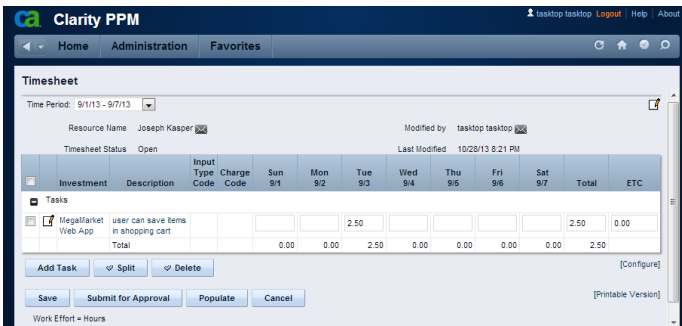 ca Clarity PPM
tasktop tasktop Logout | Help | About
Home Administration Favorites
Timesheet
Time Period: 9/1/13 - 9/7/13
Resource Name Joseph Kasper Modified by tasktop tasktop
Timesheet Status Open Last Modified 10/28/13 8:21 PM
Investment Description Input Type Code Charge Code Sun 9/1 Mon 9/2 Tue 9/3 Wed 9/4 Thu 9/5 Fri 9/6 Sat 9/7 Total ETC
Tasks
MegaMarket Web App user can save items in shopping cart 2.50 2.50 0.00
Total 0.00 0.00 2.50 0.00 0.00 0.00 0.00 2.50
Add Task Split Delete [Configure]
Save Submit for Approval Populate Cancel [Printable Version]
Work Effort = Hours